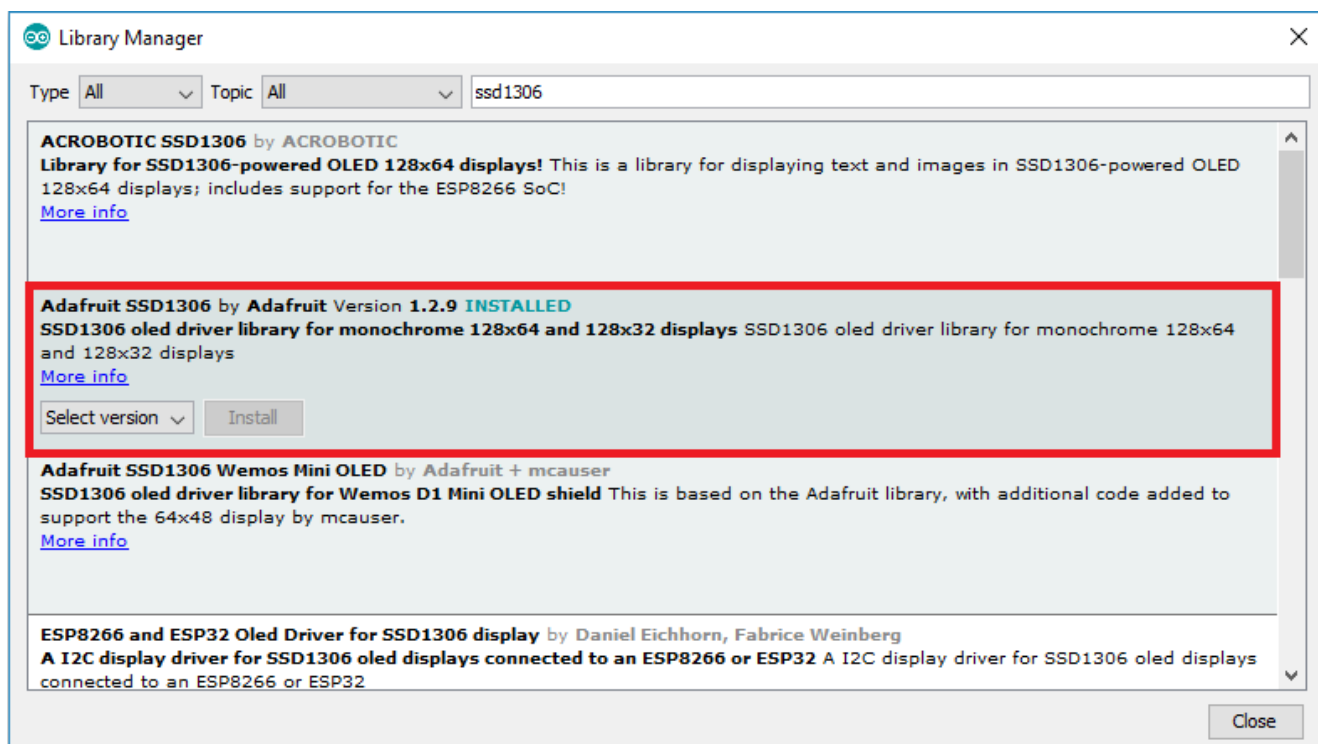 Library Manager
Type All Topic All ssd1306
ACROBOTIC SSD1306 by ACROBOTIC
Library for SSD1306-powered OLED 128x64 displays! This is a library for displaying text and images in SSD1306-powered OLED
128x64 displays; includes support for the ESP8266 SoC!
More info
Adafruit SSD1306 by Adafruit Version 1.2.9 INSTALLED
SSD1306 oled driver library for monochrome 128x64 and 128x32 displays SSD1306 oled driver library for monochrome 128x64
and 128x32 displays
More info
Select version Install
Adafruit SSD1306 Wemos Mini OLED by Adafruit + mcauser
SSD1306 oled driver library for Wemos D1 Mini OLED shield This is based on the Adafruit library, with additional code added to
support the 64x48 display by mcauser.
More info
ESP8266 and ESP32 Oled Driver for SSD1306 display by Daniel Eichhorn, Fabrice Weinberg
A I2C display driver for SSD1306 oled displays connected to an ESP8266 or ESP32 A I2C display driver for SSD1306 oled displays
connected to an ESP8266 or ESP32
Close